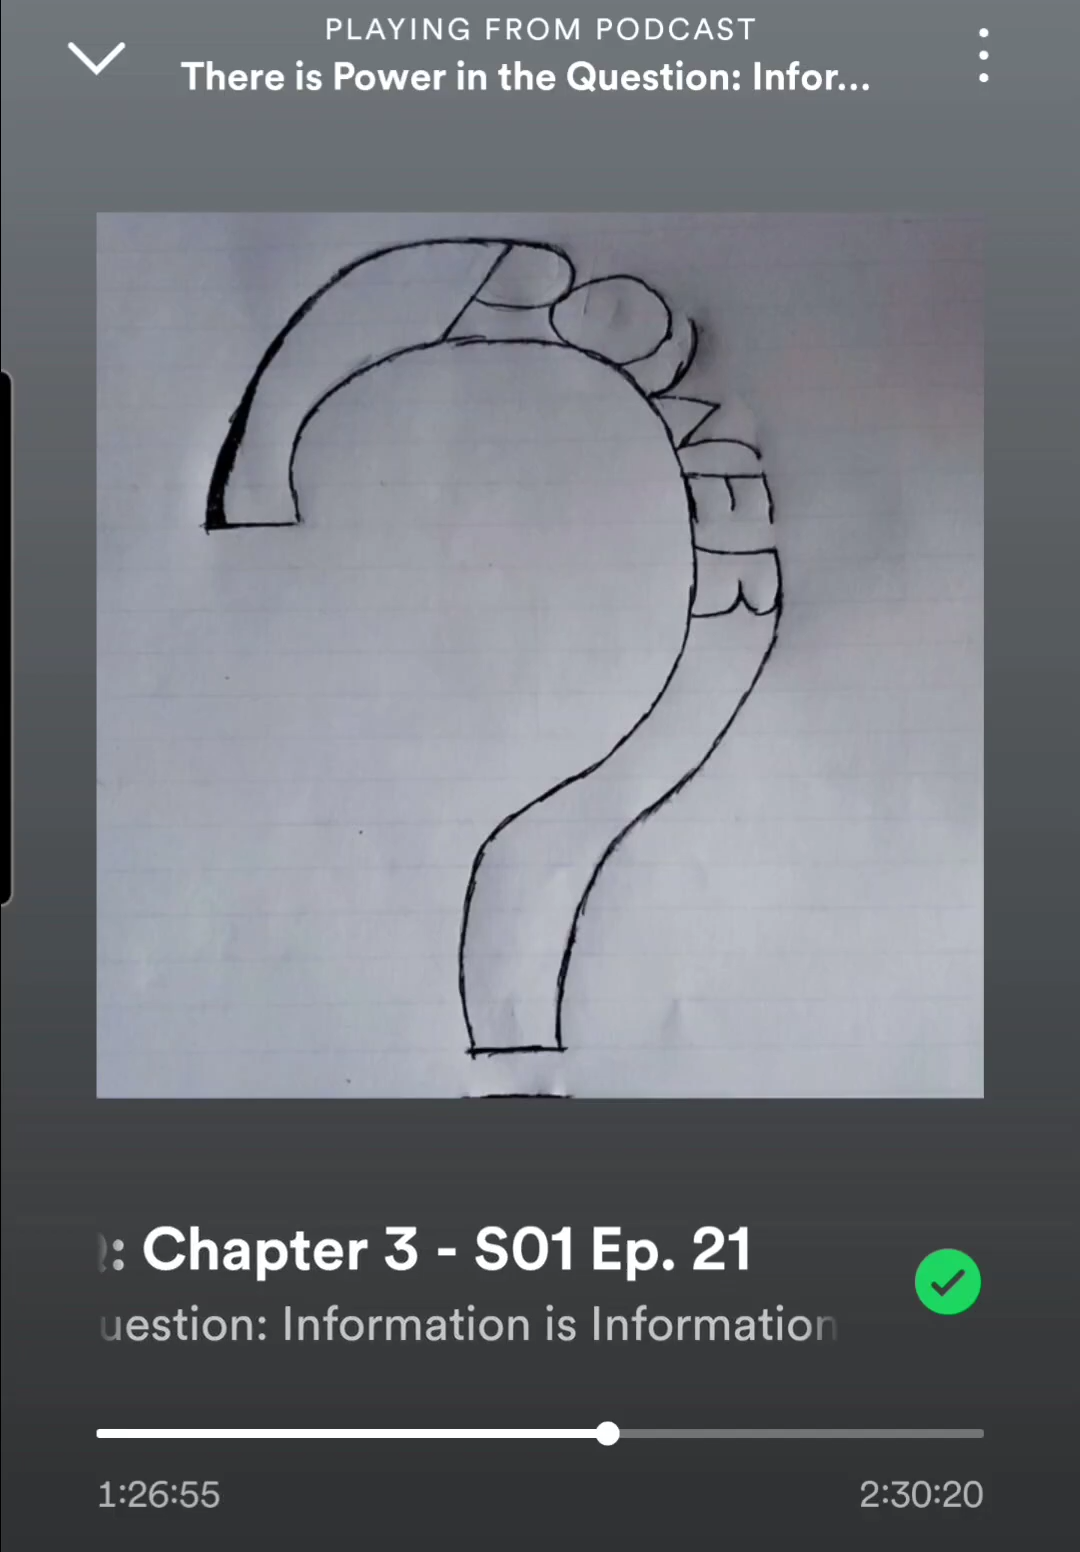 PLAYING FROM PODCAST
There is Power in the Question: Infor...
POWER
: Chapter 3 - S01 Ep. 21
uestion: Information is Information
1:26:55
2:30:20